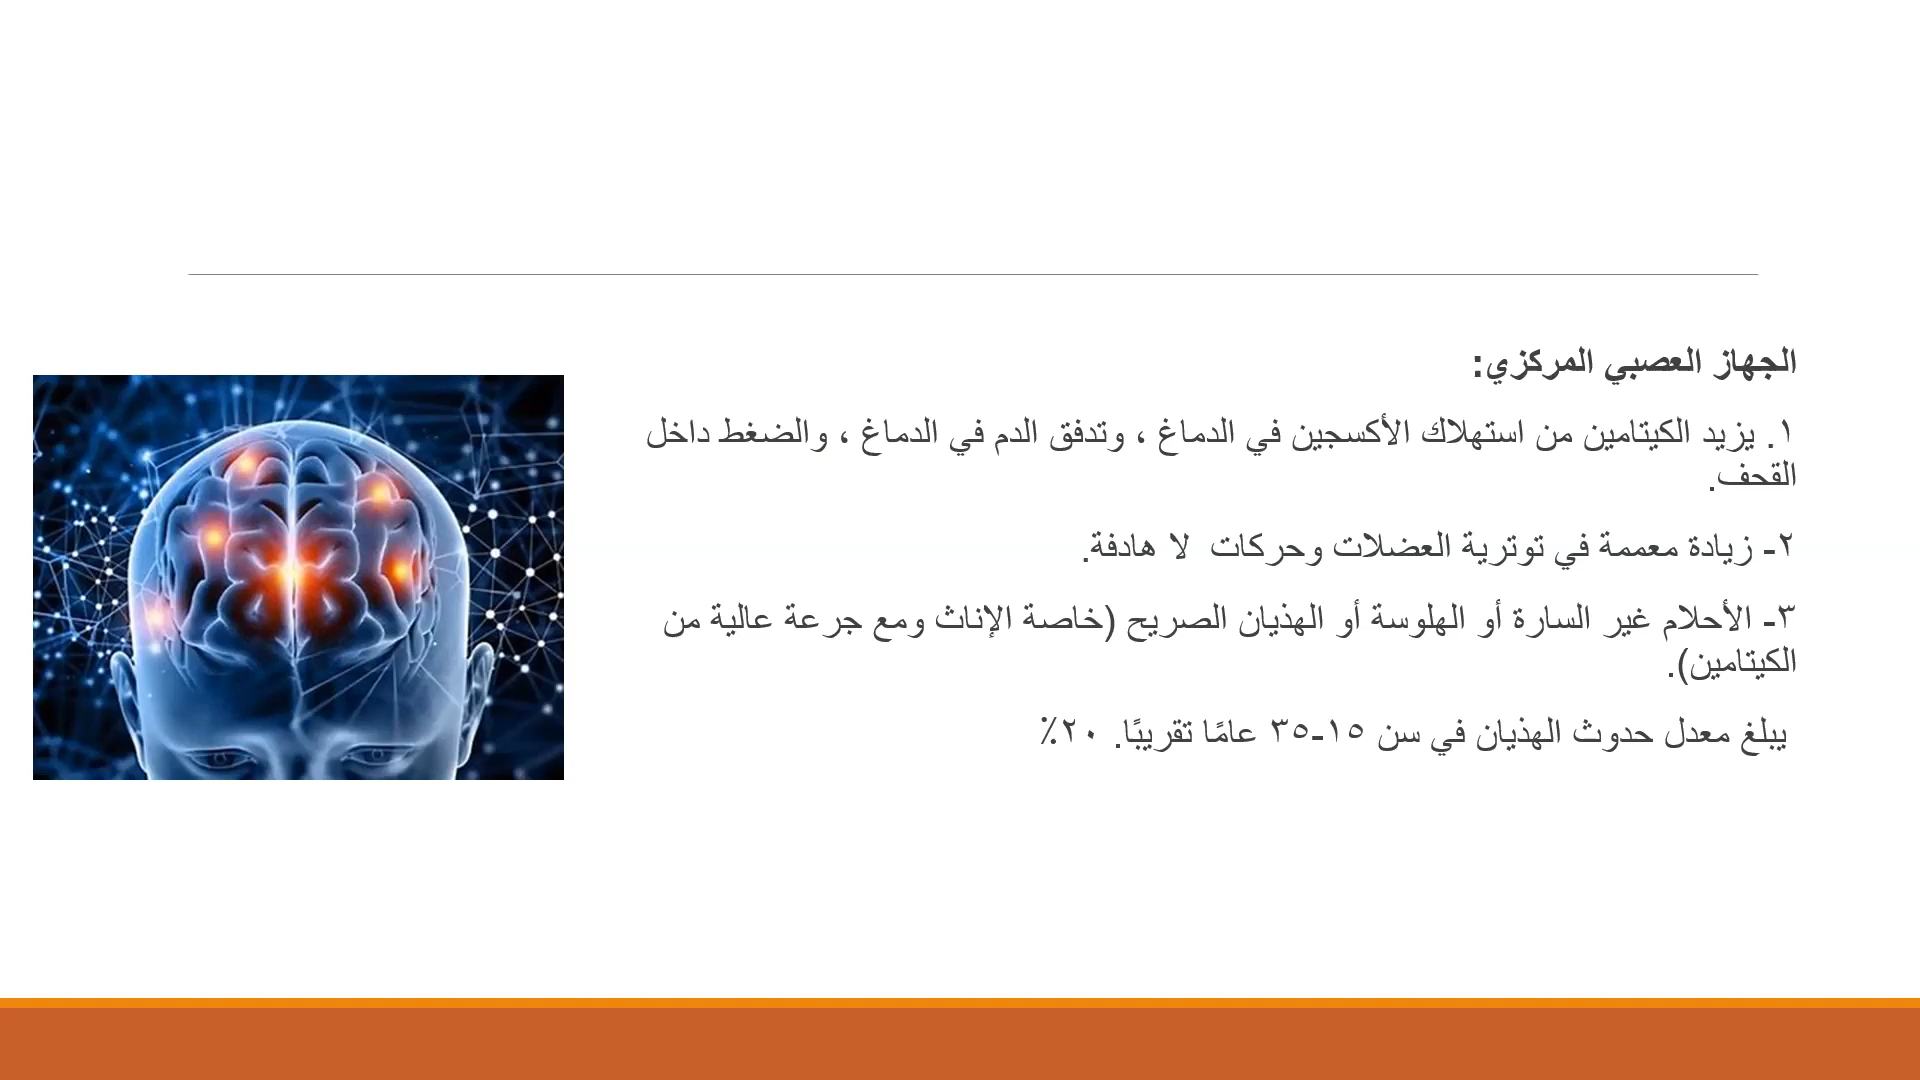 الجهاز العصبي المركزي:
١. يزيد الكيتامين من استهلاك الأكسجين في الدماغ ، وتدفق الدم في الدماغ ، والضغط داخل
القحف.
٢- زيادة معممة في توترية العضلات وحركات  لا هادفة.
٣- الأحلام غير السارة أو الهلوسة أو الهذيان الصريح (خاصة الإناث ومع جرعة عالية من
الكيتامين).
يبلغ معدل حدوث الهذيان في سن ١٥-٣٥ عامًا تقريبًا. ٢٠٪